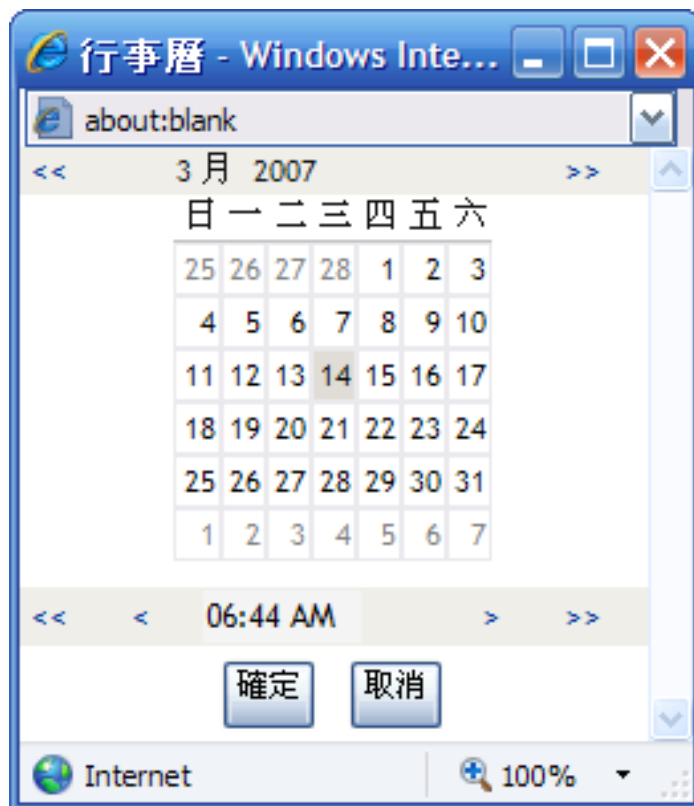 行事曆 - Windows Inte...
about:blank
<< 3 月 2007 >>
日 一 二 三 四 五 六
25 26 27 28 1 2 3
4 5 6 7 8 9 10
11 12 13 14 15 16 17
18 19 20 21 22 23 24
25 26 27 28 29 30 31
1 2 3 4 5 6 7
<< < 06:44 AM > >>
確定 取消
Internet 100%